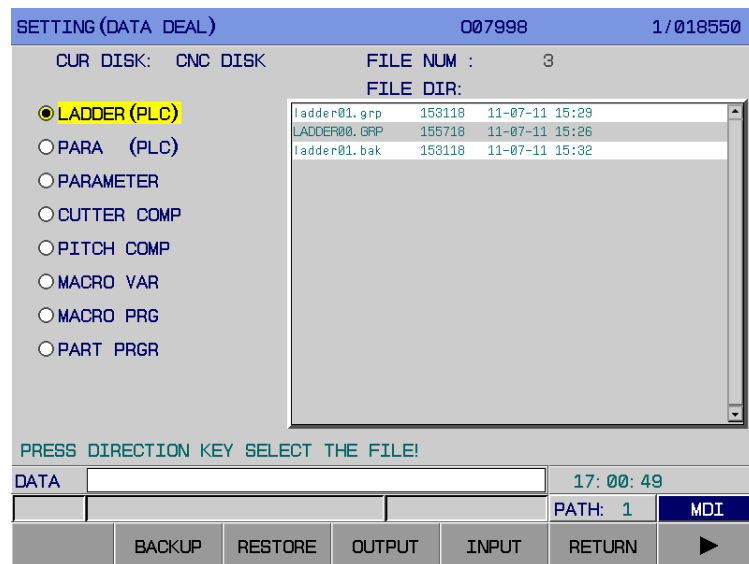 SETTING(DATA DEAL) O07998 1/018550
CUR DISK: CNC DISK FILE NUM : 3
FILE DIR:
LADDER(PLC)
PARA (PLC)
PARAMETER
CUTTER COMP
PITCH COMP
MACRO VAR
MACRO PRG
PART PRGR
ladder01.grp 153118 11-07-11 15:29
LADDER00.GRP 155718 11-07-11 15:26
ladder01.bak 153118 11-07-11 15:32
PRESS DIRECTION KEY SELECT THE FILE!
DATA 17:00:49
PATH: 1 MDI
BACKUP RESTORE OUTPUT INPUT RETURN